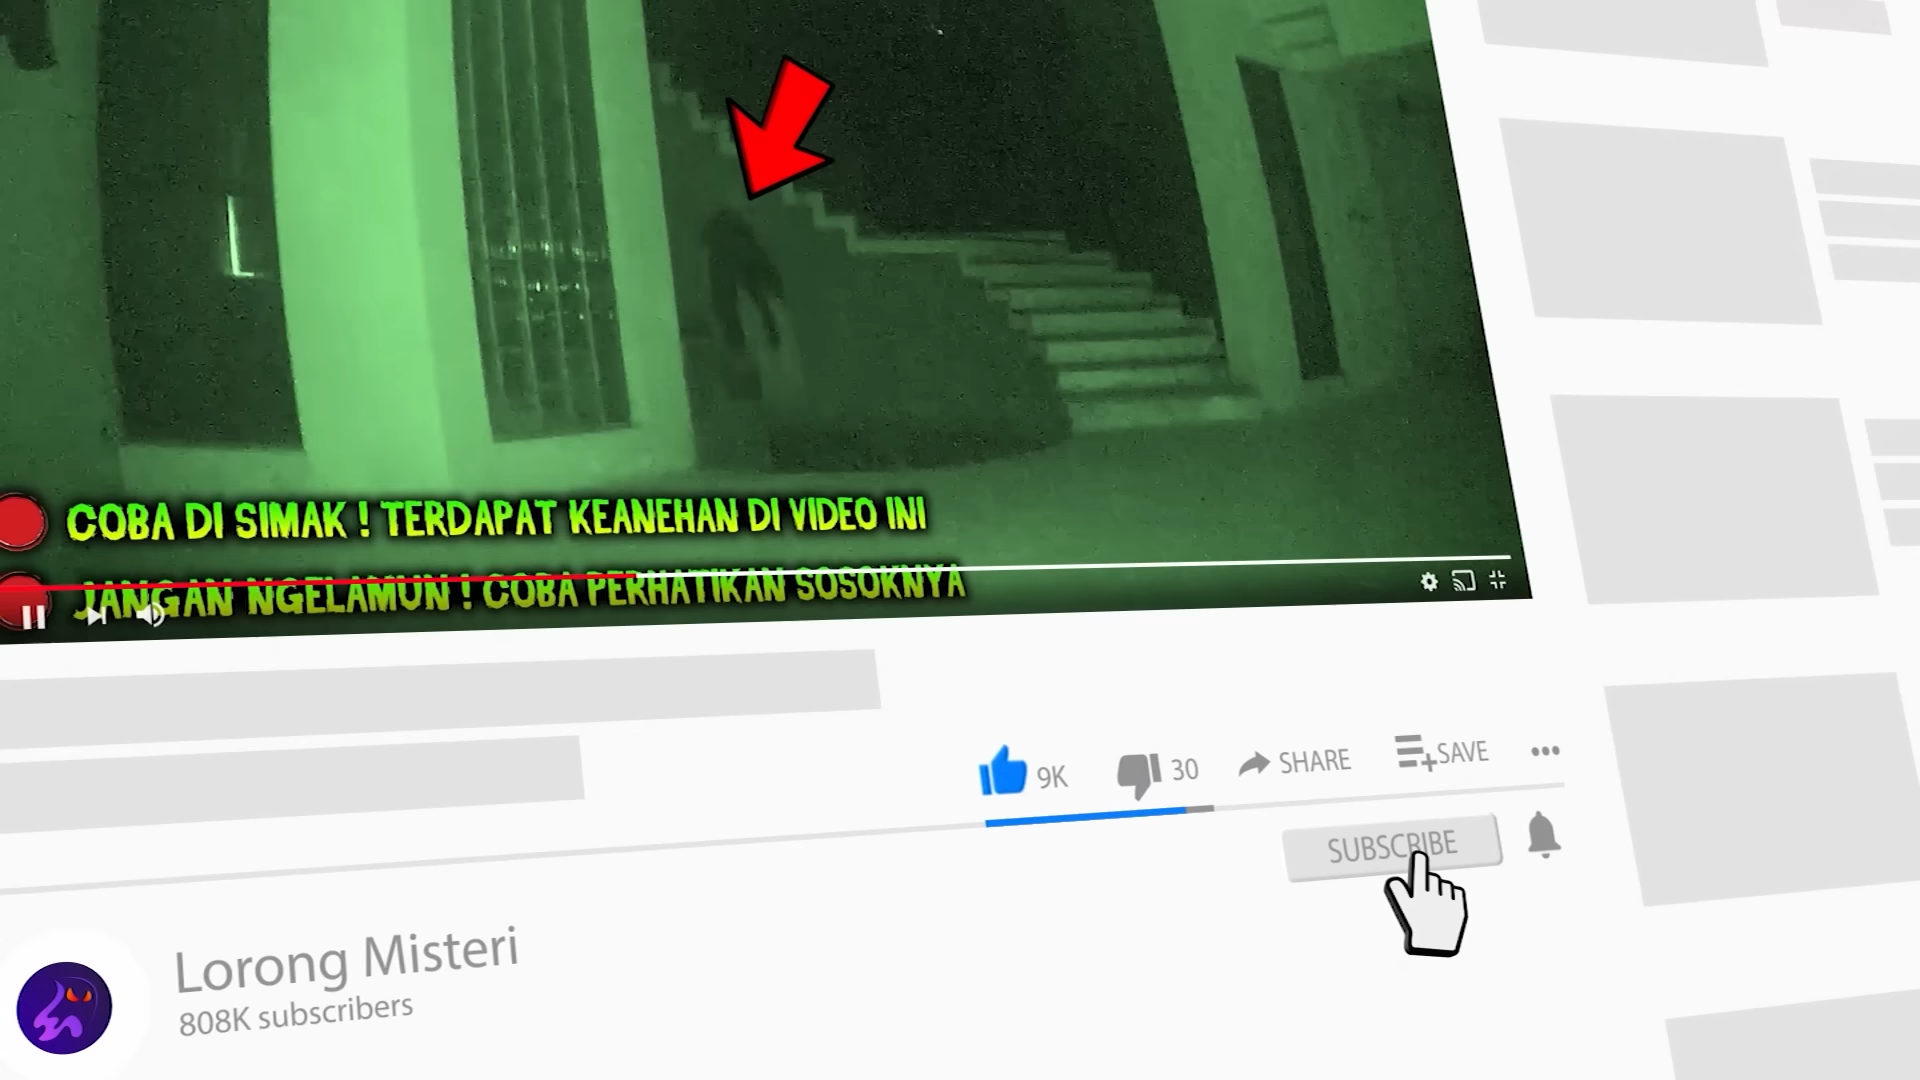 COBA DI SIMAK ! TERDAPAT KEANEHAN DI VIDEO INI
JANGAN NGELAMUN ! COBA PERHATIKAN SOSOKNYA
9K
30
SHARE
SAVE
SUBSCRIBE
Lorong Misteri
808K subscribers